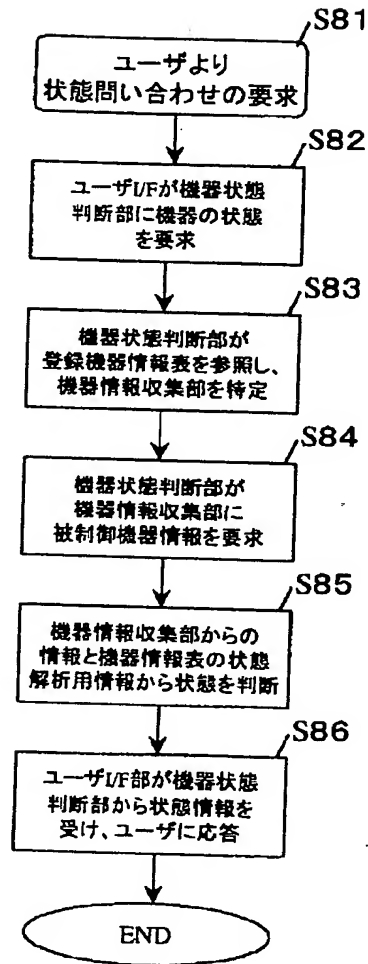 S81
ユーザより
状態問い合わせの要求
S82
ユーザI/Fが機器状態
判断部に機器の状態
を要求
S83
機器状態判断部が
登録機器情報表を参照し、
機器情報収集部を特定
S84
機器状態判断部が
機器情報収集部に
被制御機器情報を要求
S85
機器情報収集部からの
情報と機器情報表の状態
解析用情報から状態を判断
S86
ユーザI/F部が機器状態
判断部から状態情報を
受け、ユーザに応答
END